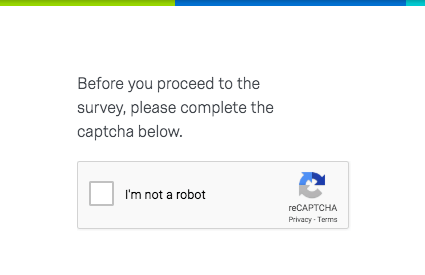 Before you proceed to the
survey, please complete the
captcha below.
I'm not a robot
reCAPTCHA
Privacy - Terms